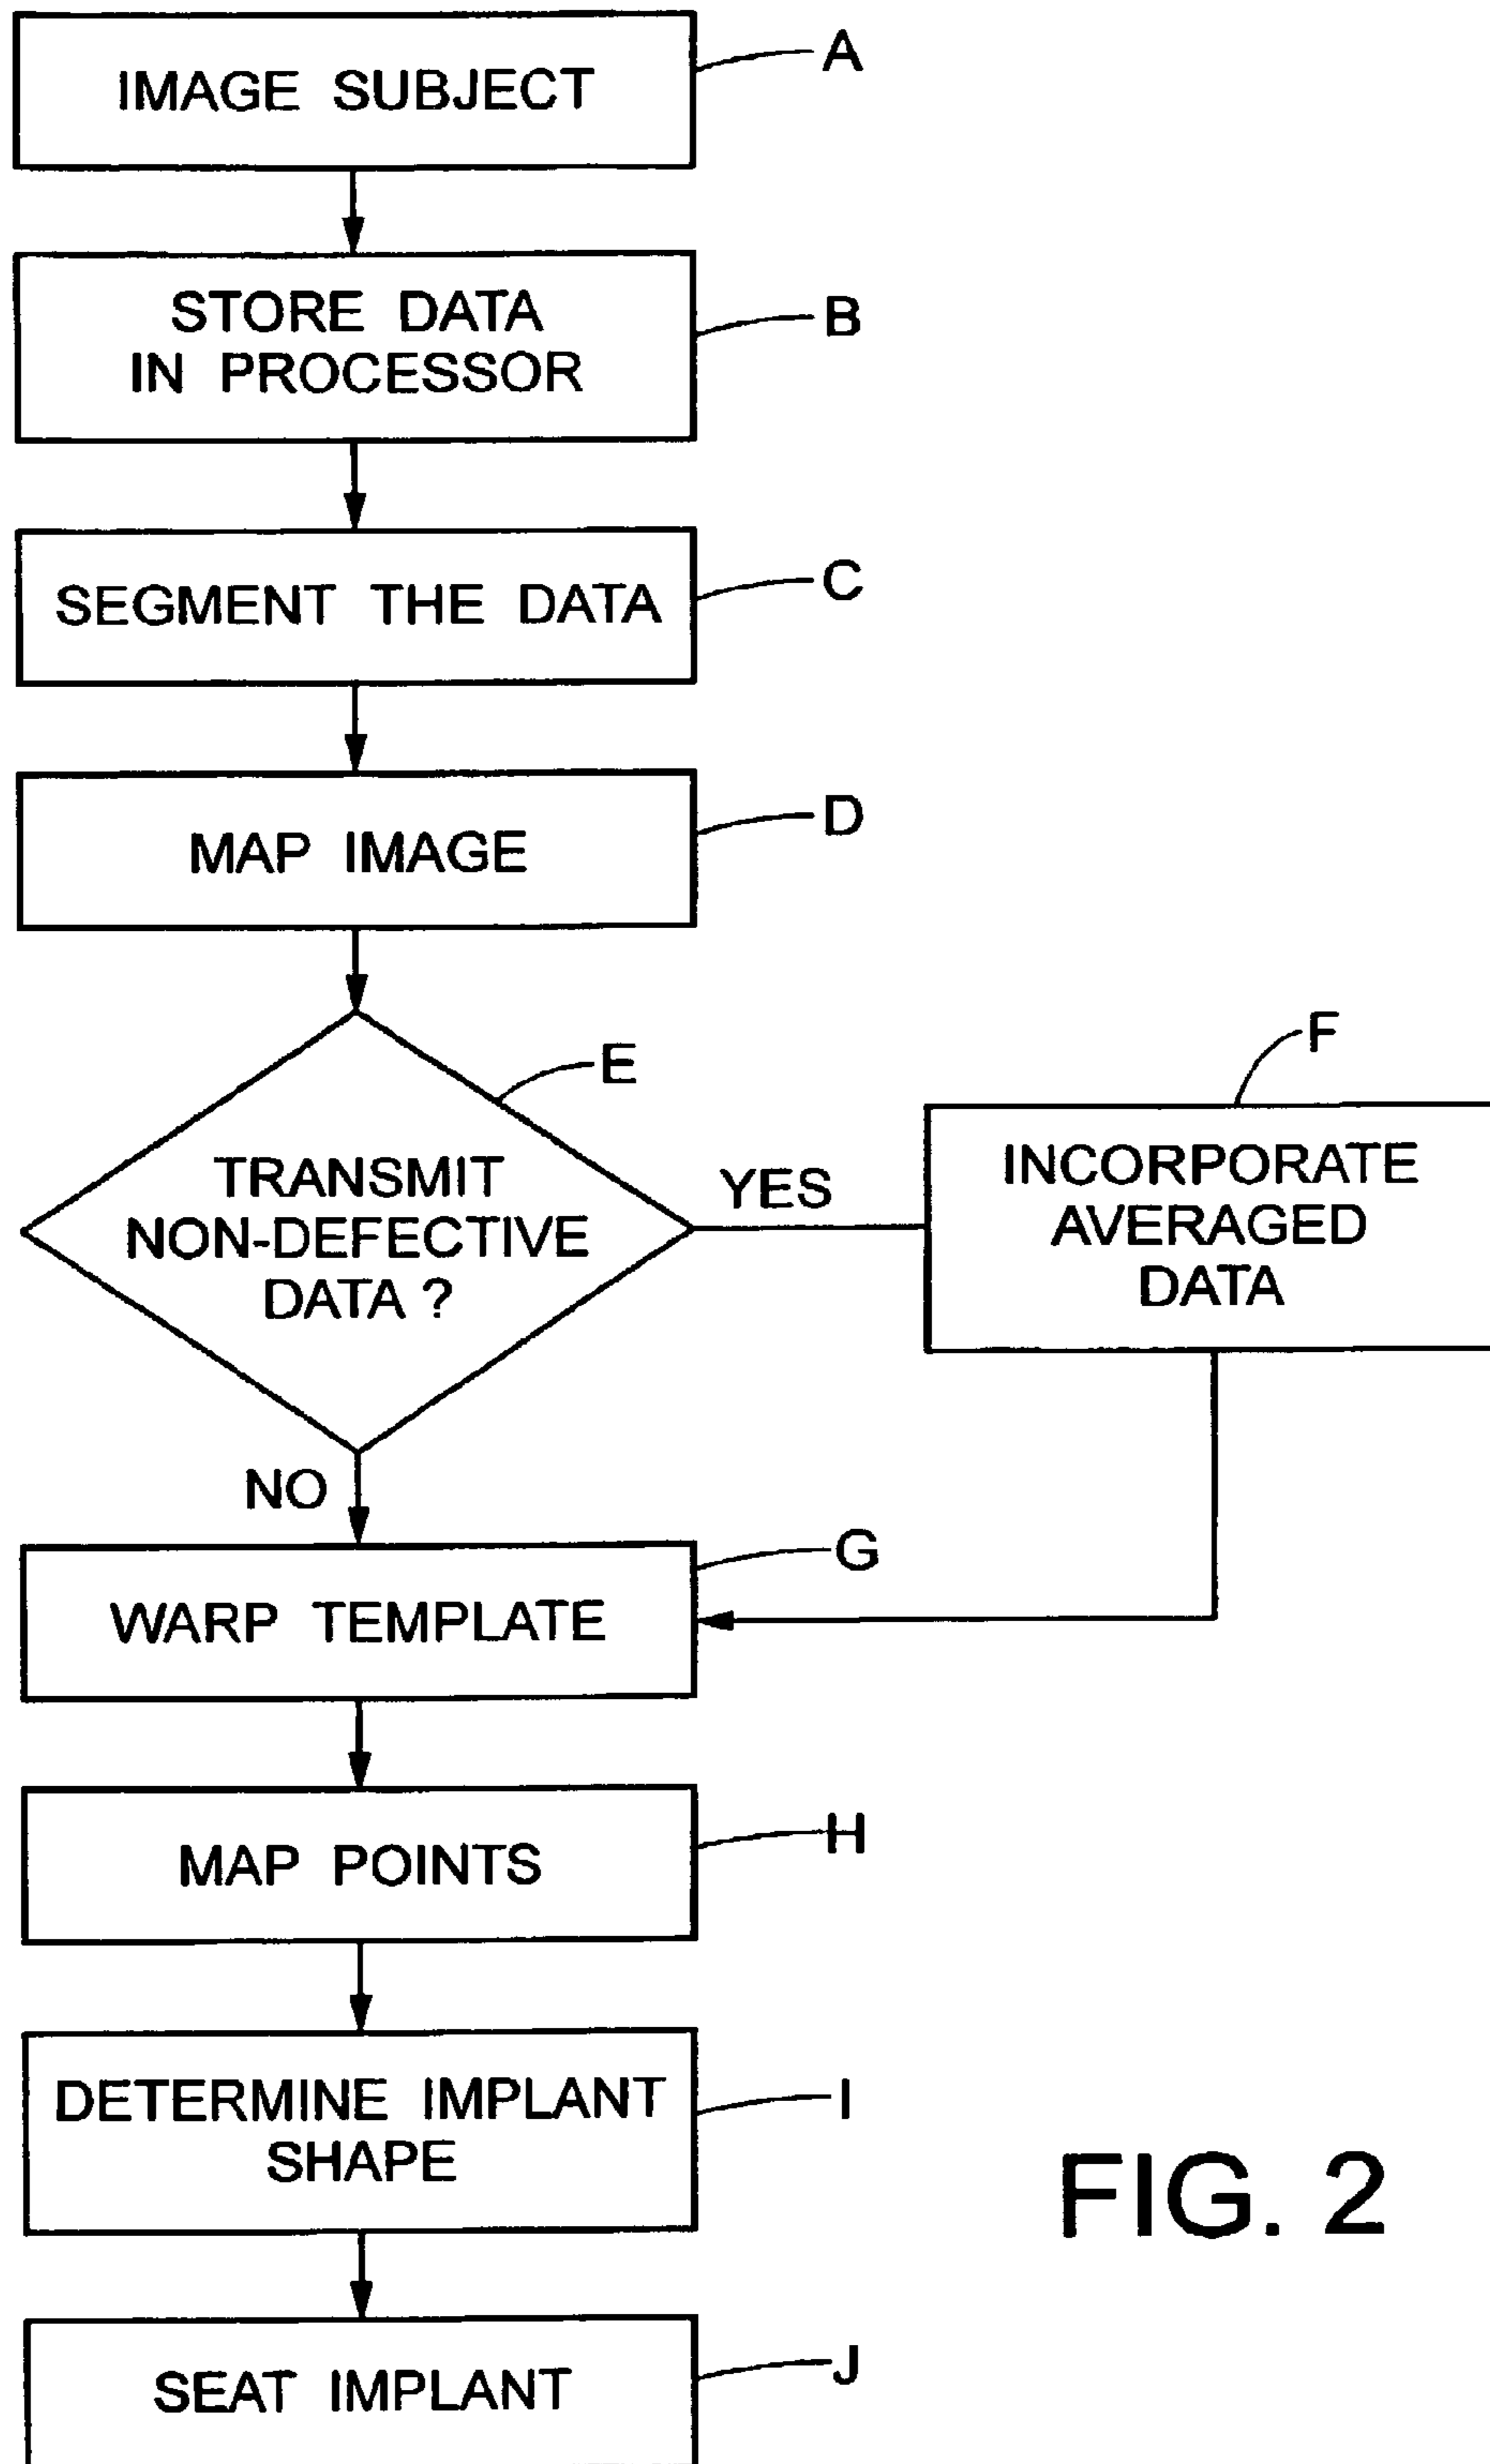 IMAGE SUBJECT
A
STORE DATA
IN PROCESSOR
B
SEGMENT THE DATA
C
MAP IMAGE
D
E
TRANSMIT
NON-DEFECTIVE
DATA ?
YES
F
INCORPORATE
AVERAGED
DATA
NO
WARP TEMPLATE
G
MAP POINTS
H
DETERMINE IMPLANT
SHAPE
I
SEAT IMPLANT
J
FIG. 2